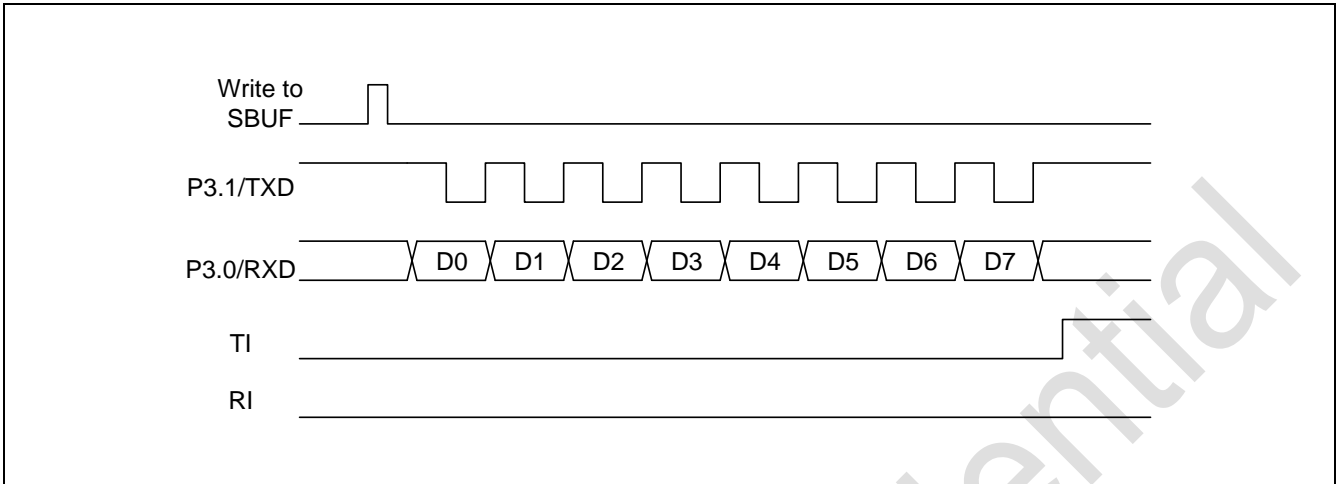 Write to
SBUF
P3.1/TXD
P3.0/RXD D0 D1 D2 D3 D4 D5 D6 D7
TI
RI
dential